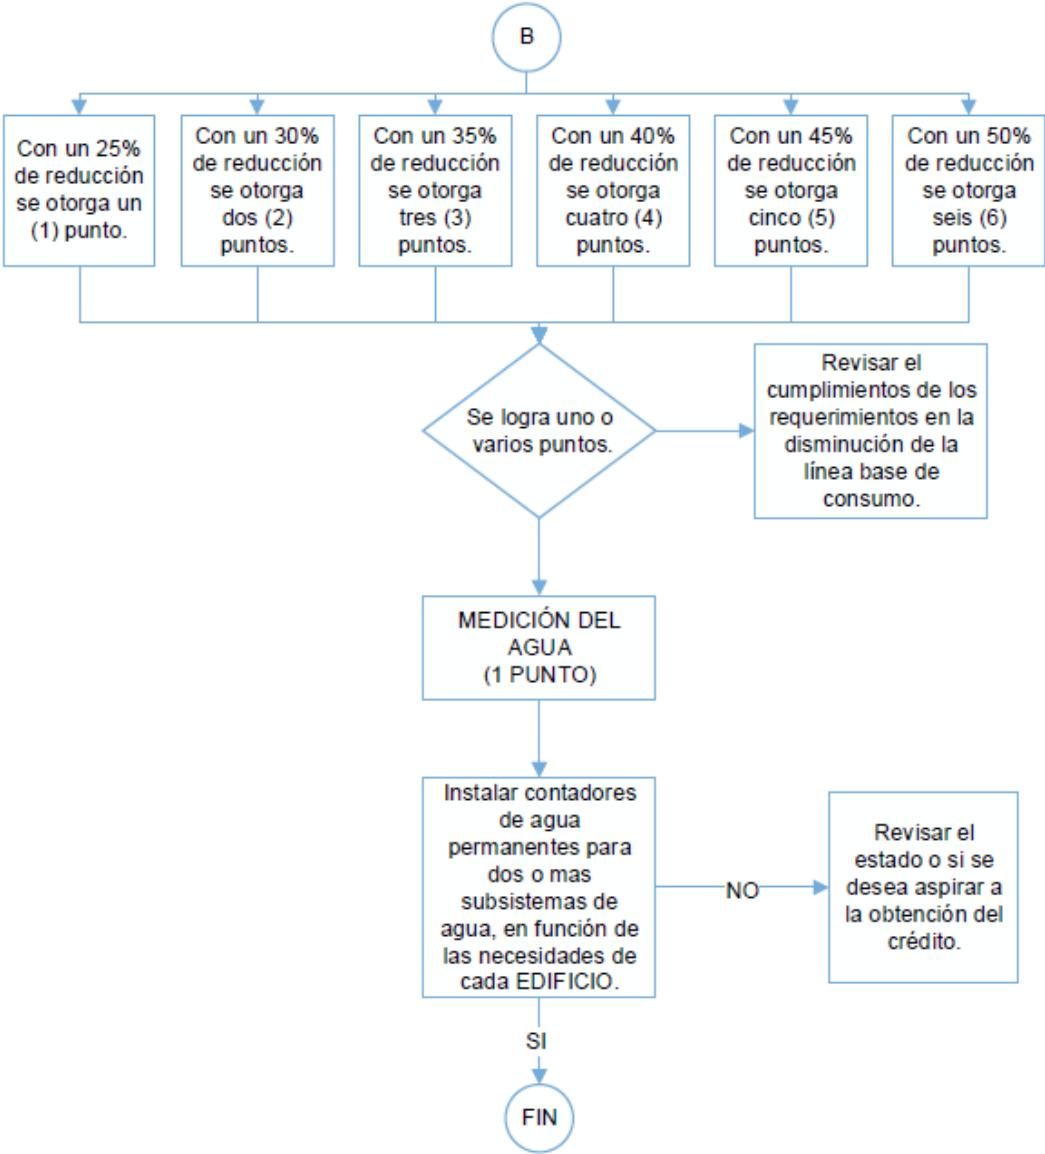 B
Con un 25%
de reducción
se otorga un
(1) punto.
Con un 30%
de reducción
se otorga
dos (2)
puntos.
Con un 35%
de reducción
se otorga
tres (3)
puntos.
Con un 40%
de reducción
se otorga
cuatro (4)
puntos.
Con un 45%
de reducción
se otorga
cinco (5)
puntos.
Con un 50%
de reducción
se otorga
seis (6)
puntos.
Se logra uno o
varios puntos.
Revisar el
cumplimientos de los
requerimientos en la
disminución de la
línea base de
consumo.
MEDICIÓN DEL
AGUA
(1 PUNTO)
Instalar contadores
de agua
permanentes para
dos o mas
subsistemas de
agua, en función de
las necesidades de
cada EDIFICIO.
NO
Revisar el
estado o si se
desea aspirar a
la obtención del
crédito.
SI
FIN